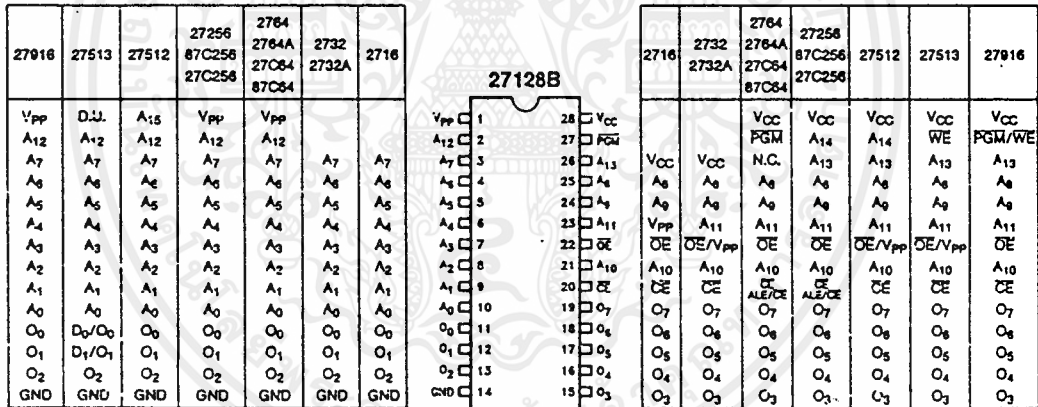 27916 27513 27512 27256 87C256 27C256 2764 2764A 27C64 87C64 2732 2732A 2716
VPP D.U. A15 VPP VPP
A12 A12 A12 A12 A12
A7 A7 A7 A7 A7 A7 A7
A6 A6 A6 A6 A6 A6 A6
A5 A5 A5 A5 A5 A5 A5
A4 A4 A4 A4 A4 A4 A4
A3 A3 A3 A3 A3 A3 A3
A2 A2 A2 A2 A2 A2 A2
A1 A1 A1 A1 A1 A1 A1
A0 A0 A0 A0 A0 A0 A0
O0 D0/O0 O0 O0 O0 O0 O0
O1 D1/O1 O1 O1 O1 O1 O1
O2 O2 O2 O2 O2 O2 O2
GND GND GND GND GND GND GND
27128B
VPP 1 28 VCC
A12 2 27 PGM
A7 3 26 A13
A6 4 25 A8
A5 5 24 A9
A4 6 23 A11
A3 7 22 OE
A2 8 21 A10
A1 9 20 CE
A0 10 19 O7
O0 11 18 O6
O1 12 17 O5
O2 13 16 O4
GND 14 15 O3
2716 2732 2732A 2764 2764A 27C64 87C64 27256 87C256 27C256 27512 27513 27916
VCC VCC VCC VCC VCC
PGM A14 A14 WE PGM/WE
VCC VCC N.C. A13 A13 A13 A13
A8 A8 A8 A8 A8 A8 A8
A9 A9 A9 A9 A9 A9 A9
VPP A11 A11 A11 A11 A11 A11
OE OE/VPP OE OE OE/VPP OE/VPP OE
A10 A10 A10 A10 A10 A10 A10
CE CE CE ALE/CE CE ALE/CE CE CE CE
O7 O7 O7 O7 O7 O7 O7
O6 O6 O6 O6 O6 O6 O6
O5 O5 O5 O5 O5 O5 O5
O4 O4 O4 O4 O4 O4 O4
O3 O3 O3 O3 O3 O3 O3